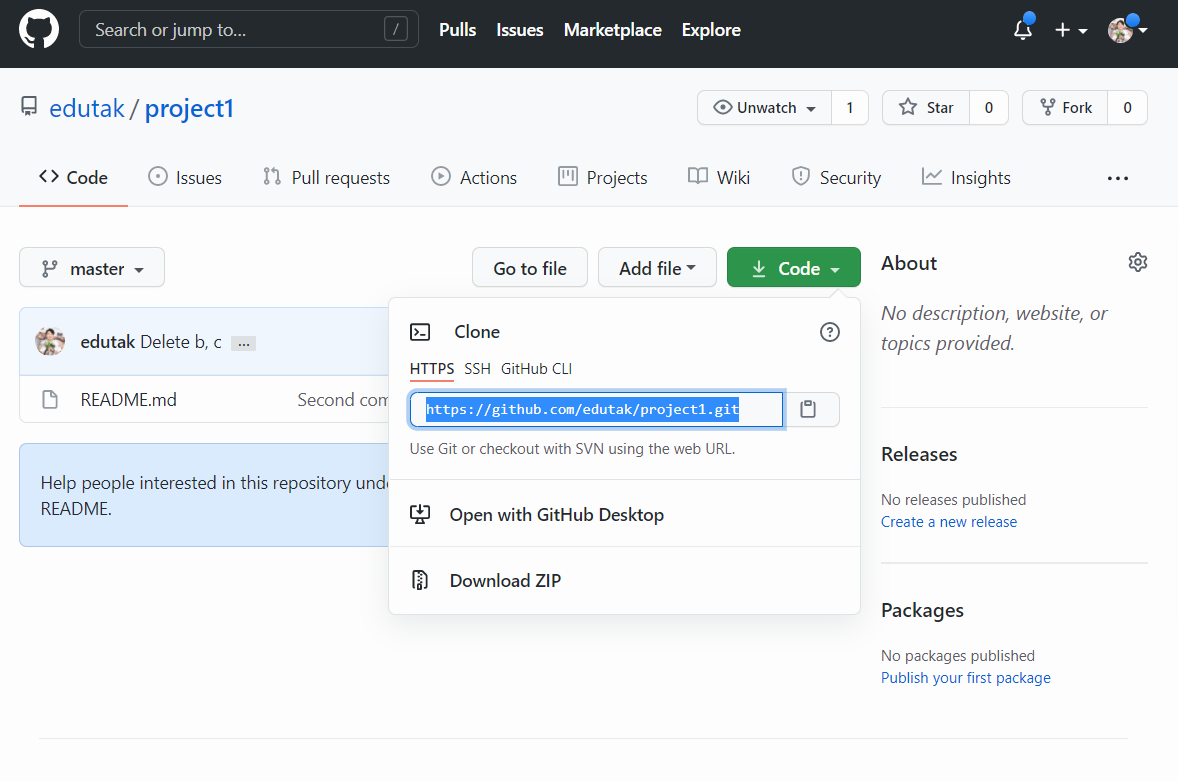 Search or jump to... /
Pulls Issues Marketplace Explore
edutak / project1
Unwatch 1 Star 0 Fork 0
Code Issues Pull requests Actions Projects Wiki Security Insights ...
master Go to file Add file Code
About
No description, website, or
topics provided.
edutak Delete b, c ...
README.md Second com
Help people interested in this repository unde
README.
Clone
HTTPS SSH GitHub CLI
https://github.com/edutak/project1.git
Use Git or checkout with SVN using the web URL.
Open with GitHub Desktop
Download ZIP
Releases
No releases published
Create a new release
Packages
No packages published
Publish your first package